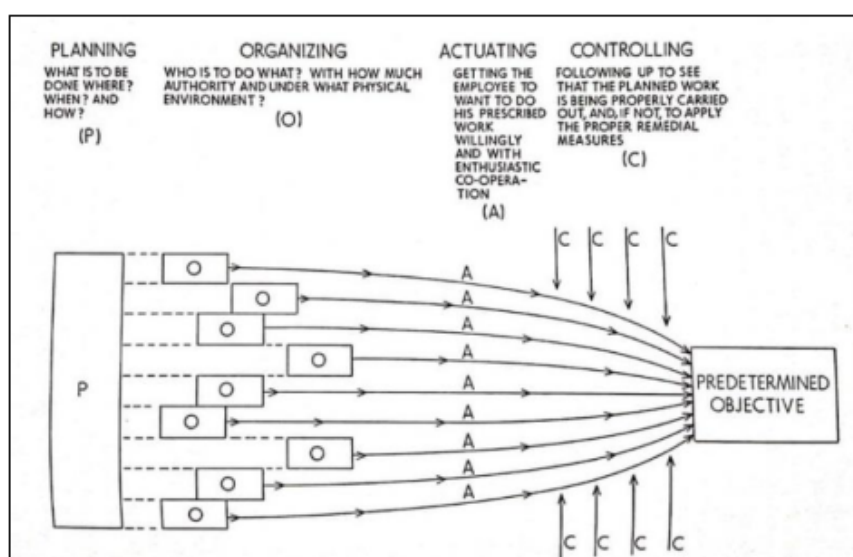 PLANNING
WHAT IS TO BE
DONE WHERE?
WHEN? AND
HOW?
(P)
ORGANIZING
WHO IS TO DO WHAT? WITH HOW MUCH
AUTHORITY AND UNDER WHAT PHYSICAL
ENVIRONMENT?
(O)
ACTUATING
GETTING THE
EMPLOYEE TO
WANT TO DO
HIS PRESCRIBED
WORK
WILLINGLY
AND WITH
ENTHUSIASTIC
CO-OPERA-
TION
(A)
CONTROLLING
FOLLOWING UP TO SEE
THAT THE PLANNED WORK
IS BEING PROPERLY CARRIED
OUT, AND, IF NOT, TO APPLY
THE PROPER REMEDIAL
MEASURES
(C)
C C C C
O A
O A
O A
O A
P O A
O A
O A
O A
O A
PREDETERMINED
OBJECTIVE
C C C C